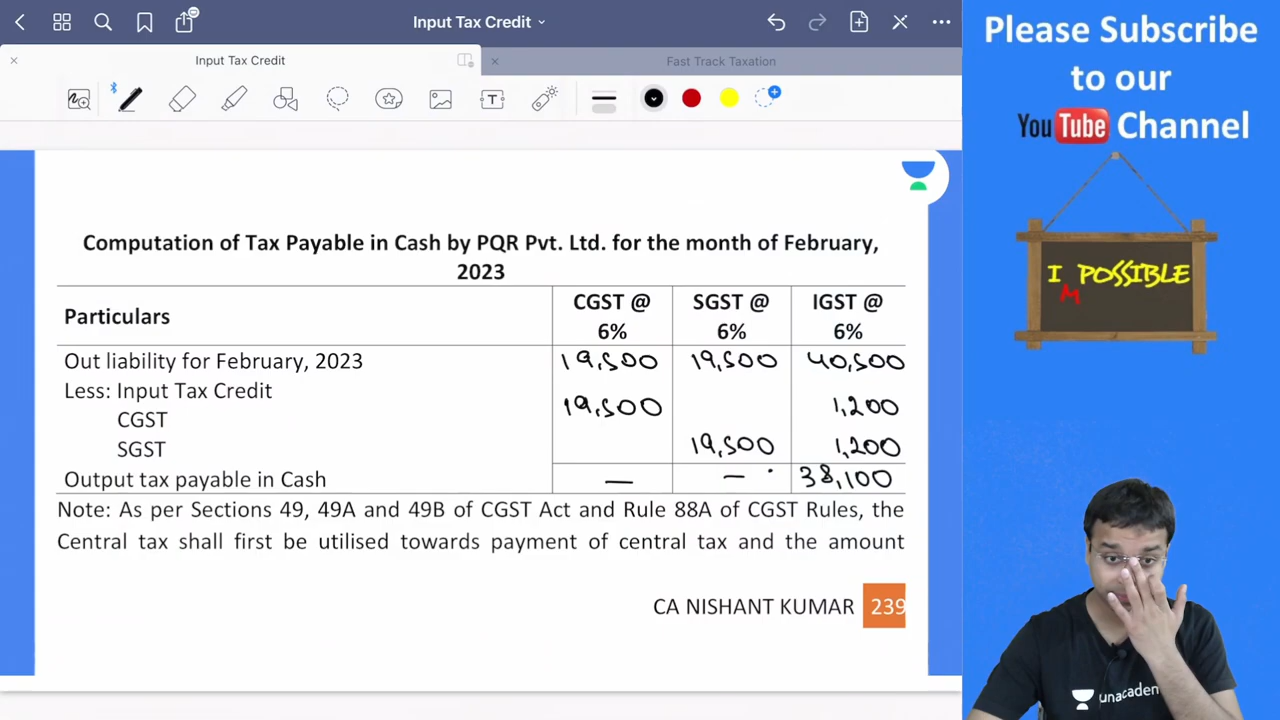 Input Tax Credit
Input Tax Credit
Fast Track Taxation
Please Subscribe
to our
YouTube Channel
I POSSIBLE
M
Computation of Tax Payable in Cash by PQR Pvt. Ltd. for the month of February,
2023
Particulars CGST @ 6% SGST @ 6% IGST @ 6%
Out liability for February, 2023 19,500 19,500 40,500
Less: Input Tax Credit
CGST 19,500 1,200
SGST 19,500 1,200
Output tax payable in Cash — — 38,100
Note: As per Sections 49, 49A and 49B of CGST Act and Rule 88A of CGST Rules, the
Central tax shall first be utilised towards payment of central tax and the amount
CA NISHANT KUMAR 239
unacadem